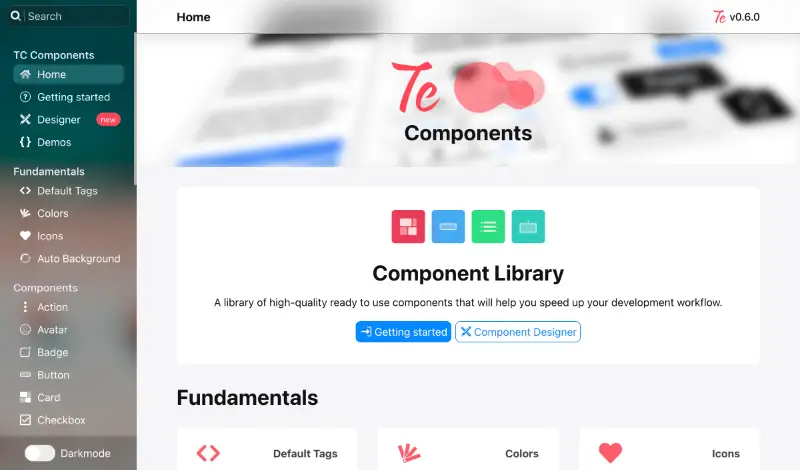 Search
TC Components
Home
Getting started
Designer
new
Demos
Fundamentals
Default Tags
Colors
Icons
Auto Background
Components
Action
Avatar
Badge
Button
Card
Checkbox
Darkmode
Home
Tc v0.6.0
Tc
Components
Component Library
A library of high-quality ready to use components that will help you speed up your development workflow.
Getting started
Component Designer
Fundamentals
Default Tags
Colors
Icons